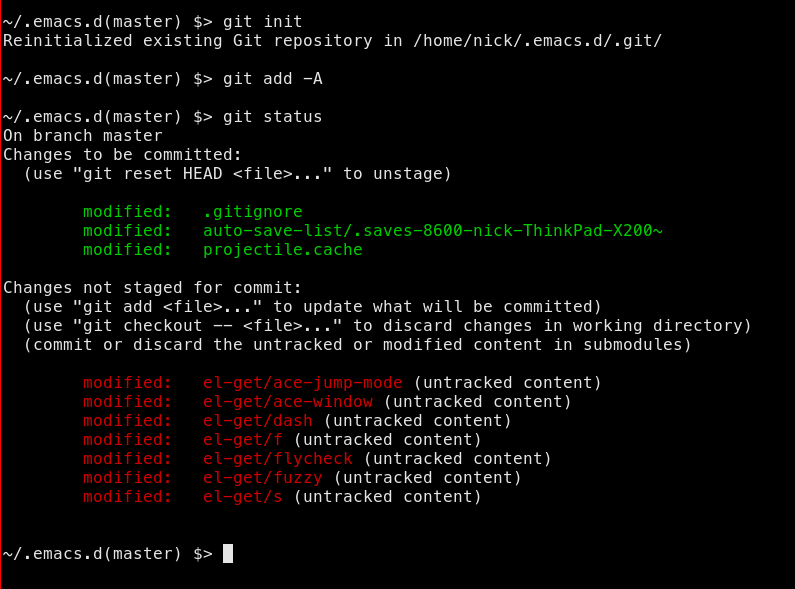 ~/.emacs.d(master) $> git init
Reinitialized existing Git repository in /home/nick/.emacs.d/.git/
~/.emacs.d(master) $> git add -A
~/.emacs.d(master) $> git status
On branch master
Changes to be committed:
  (use "git reset HEAD <file>..." to unstage)
        modified:   .gitignore
        modified:   auto-save-list/.saves-8600-nick-ThinkPad-X200~
        modified:   projectile.cache
Changes not staged for commit:
  (use "git add <file>..." to update what will be committed)
  (use "git checkout -- <file>..." to discard changes in working directory)
  (commit or discard the untracked or modified content in submodules)
        modified:   el-get/ace-jump-mode (untracked content)
        modified:   el-get/ace-window (untracked content)
        modified:   el-get/dash (untracked content)
        modified:   el-get/f (untracked content)
        modified:   el-get/flycheck (untracked content)
        modified:   el-get/fuzzy (untracked content)
        modified:   el-get/s (untracked content)
~/.emacs.d(master) $>